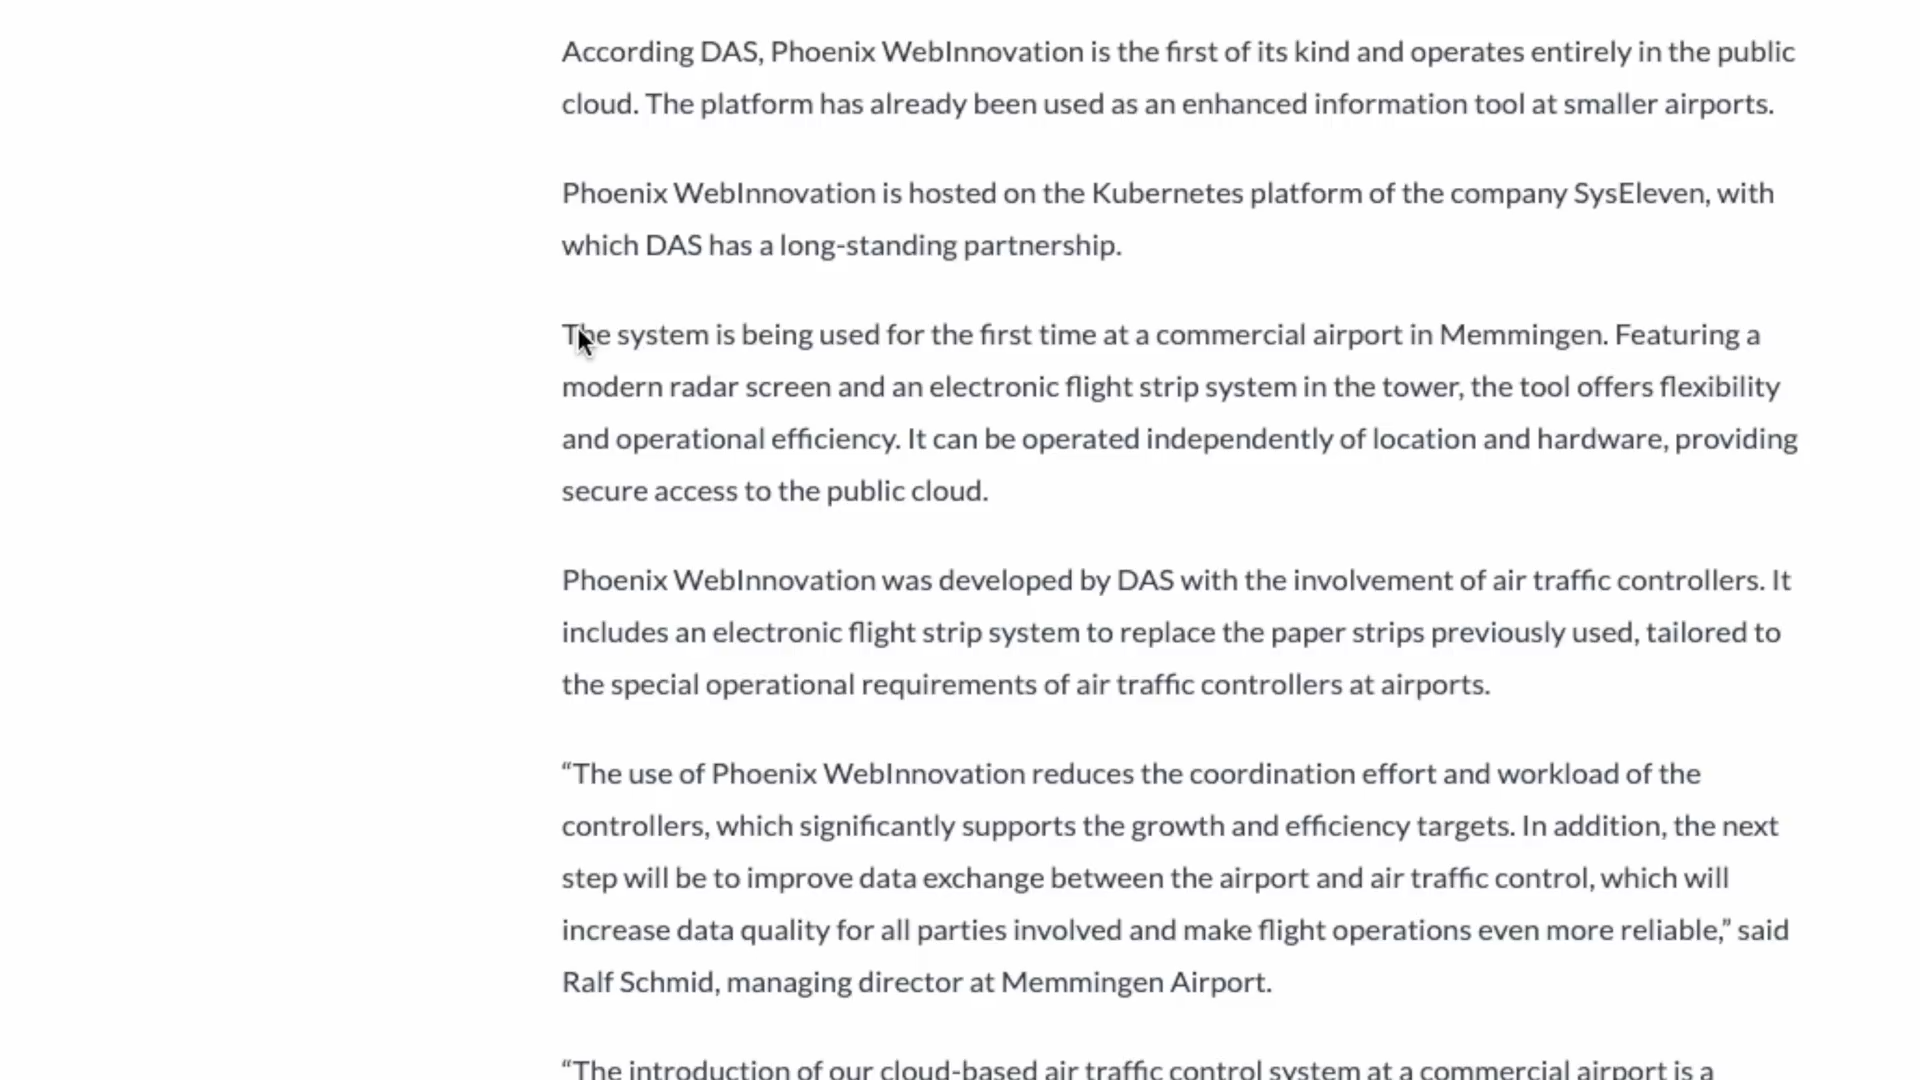 According DAS, Phoenix WebInnovation is the first of its kind and operates entirely in the public
cloud. The platform has already been used as an enhanced information tool at smaller airports.
Phoenix WebInnovation is hosted on the Kubernetes platform of the company SysEleven, with
which DAS has a long-standing partnership.
The system is being used for the first time at a commercial airport in Memmingen. Featuring a
modern radar screen and an electronic flight strip system in the tower, the tool offers flexibility
and operational efficiency. It can be operated independently of location and hardware, providing
secure access to the public cloud.
Phoenix WebInnovation was developed by DAS with the involvement of air traffic controllers. It
includes an electronic flight strip system to replace the paper strips previously used, tailored to
the special operational requirements of air traffic controllers at airports.
“The use of Phoenix WebInnovation reduces the coordination effort and workload of the
controllers, which significantly supports the growth and efficiency targets. In addition, the next
step will be to improve data exchange between the airport and air traffic control, which will
increase data quality for all parties involved and make flight operations even more reliable,” said
Ralf Schmid, managing director at Memmingen Airport.
“The introduction of our cloud-based air traffic control system at a commercial airport is a